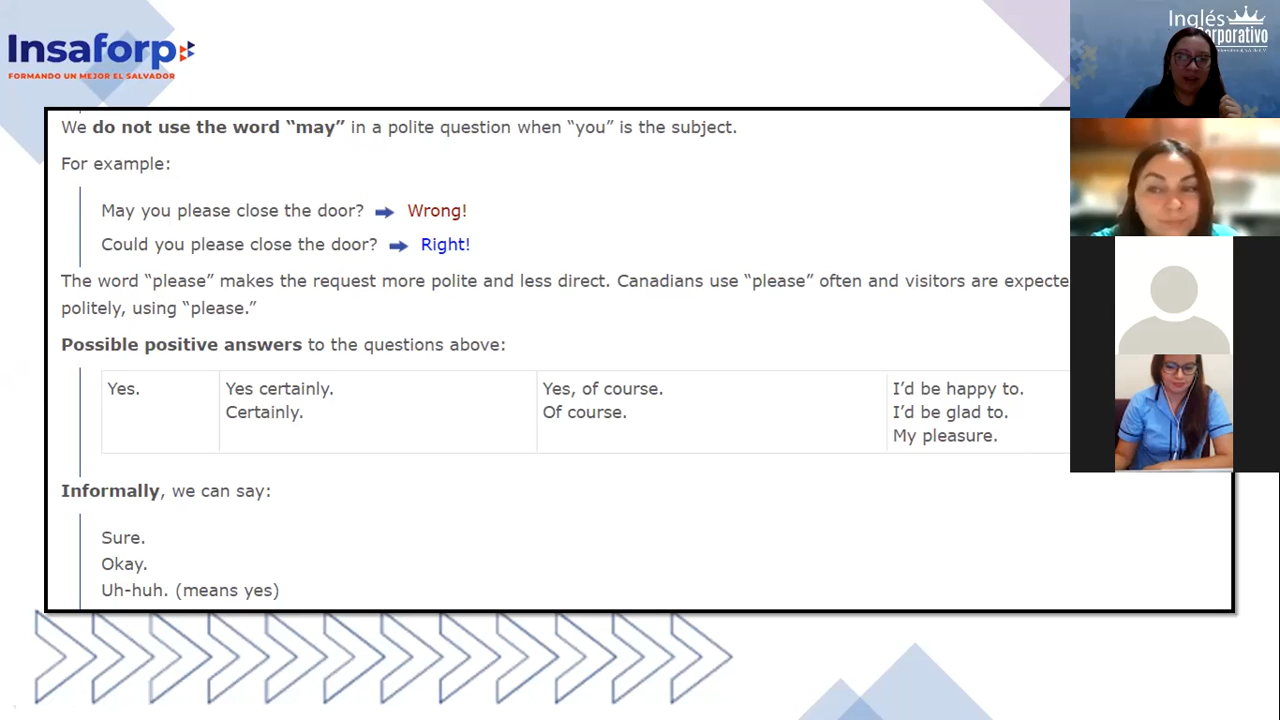 Insaforp
FORMANDO UN MEJOR EL SALVADOR
Inglés
Corporativo
We do not use the word “may” in a polite question when “you” is the subject.
For example:
May you please close the door? Wrong!
Could you please close the door? Right!
The word “please” makes the request more polite and less direct. Canadians use “please” often and visitors are expecte
politely, using “please.”
Possible positive answers to the questions above:
Yes.
Yes certainly.
Certainly.
Yes, of course.
Of course.
I’d be happy to.
I’d be glad to.
My pleasure.
Informally, we can say:
Sure.
Okay.
Uh-huh. (means yes)